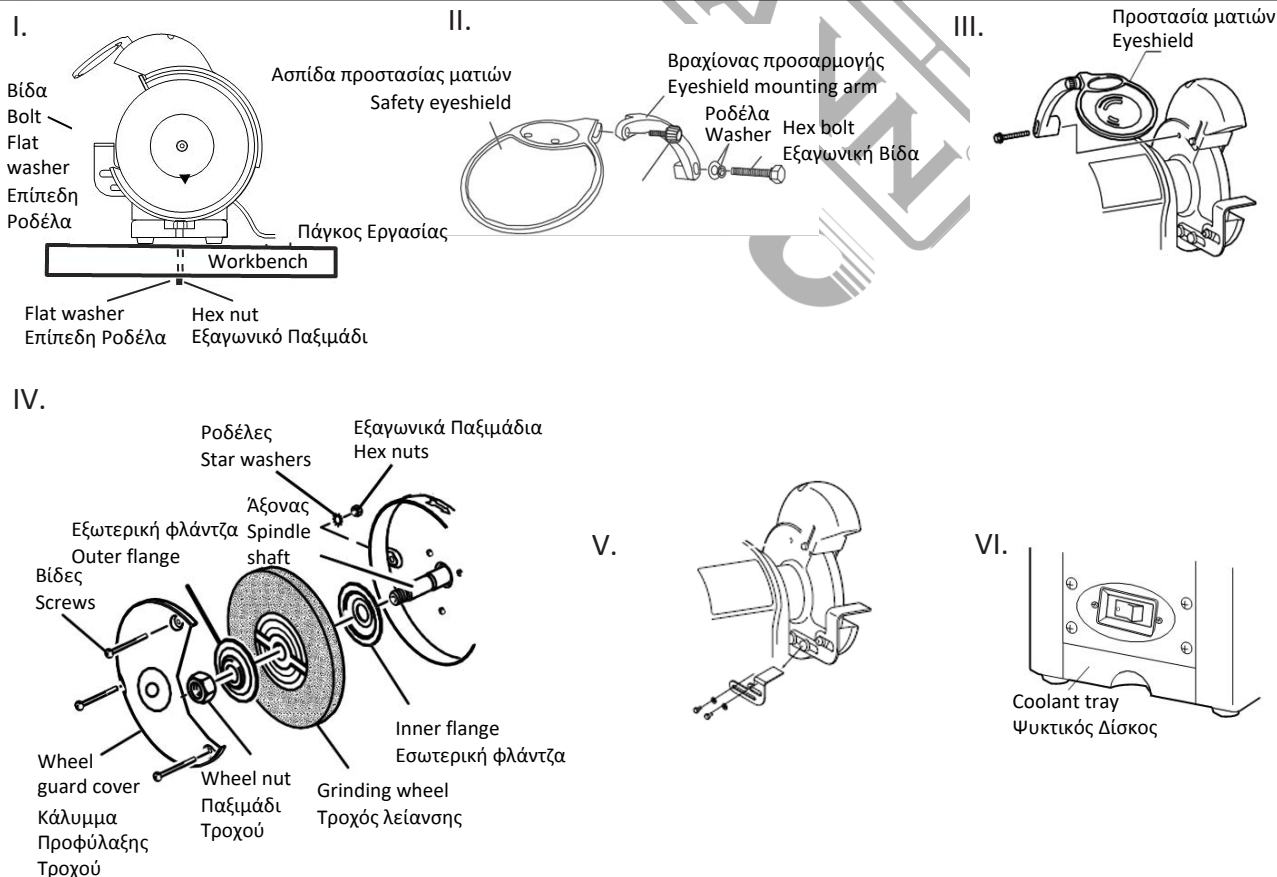 I.
Βίδα
Bolt
Flat
washer
Επίπεδη
Ροδέλα
Πάγκος Εργασίας
Workbench
Flat washer
Επίπεδη Ροδέλα
Hex nut
Εξαγωνικό Παξιμάδι
II.
Ασπίδα προστασίας ματιών
Safety eyeshield
Βραχίονας προσαρμογής
Eyeshield mounting arm
Ροδέλα
Washer
Hex bolt
Εξαγωνική Βίδα
III.
Προστασία ματιών
Eyeshield
IV.
Ροδέλες
Star washers
Εξαγωνικά Παξιμάδια
Hex nuts
Άξονας
Spindle
shaft
Εξωτερική φλάντζα
Outer flange
Βίδες
Screws
Wheel
guard cover
Κάλυμμα
Προφύλαξης
Τροχού
Wheel nut
Παξιμάδι
Τροχού
Grinding wheel
Τροχός λείανσης
Inner flange
Εσωτερική φλάντζα
V.
VI.
Coolant tray
Ψυκτικός Δίσκος